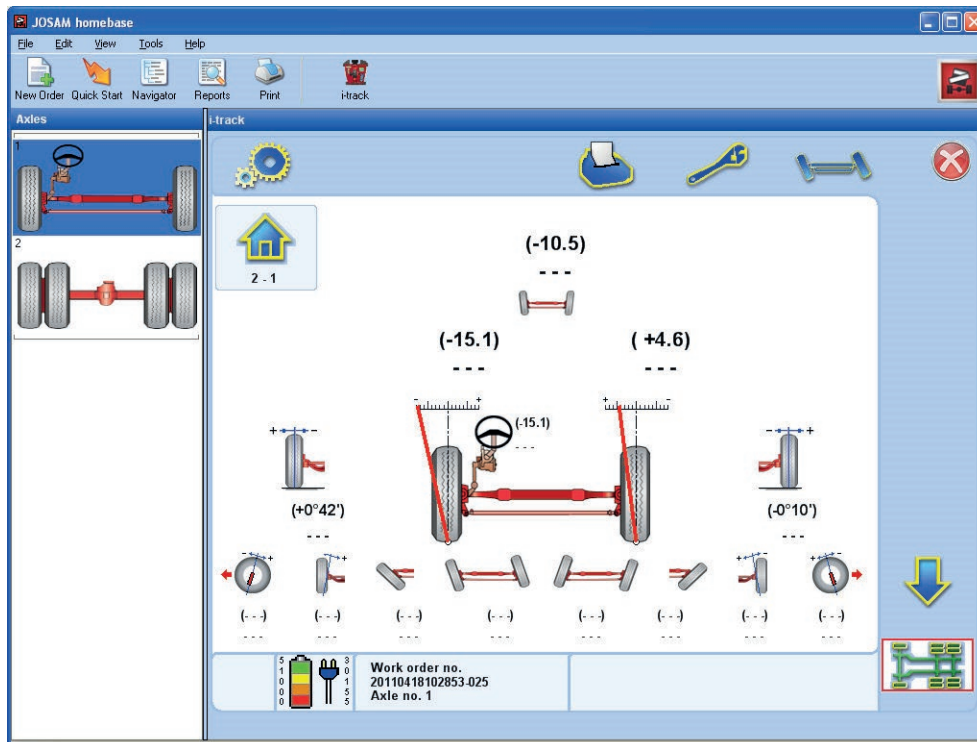 JOSAM homebase
File Edit View Tools Help
New Order Quick Start Navigator Reports Print i-track
Axles
i-track
1
2
2 - 1
(-10.5)
- - -
(-15.1) ( +4.6)
- - - - - -
- + - +
(-15.1)
- - -
+ - + -
(+0°42') (-0°10')
- - - - - -
- + - + - + - +
(- - -) (- - -) (- - -) (- - -) (- - -) (- - -) (- - -) (- - -)
- - - - - - - - - - - - - - - - - - - - - - - -
51000
30155
Work order no.
20110418102853-025
Axle no. 1